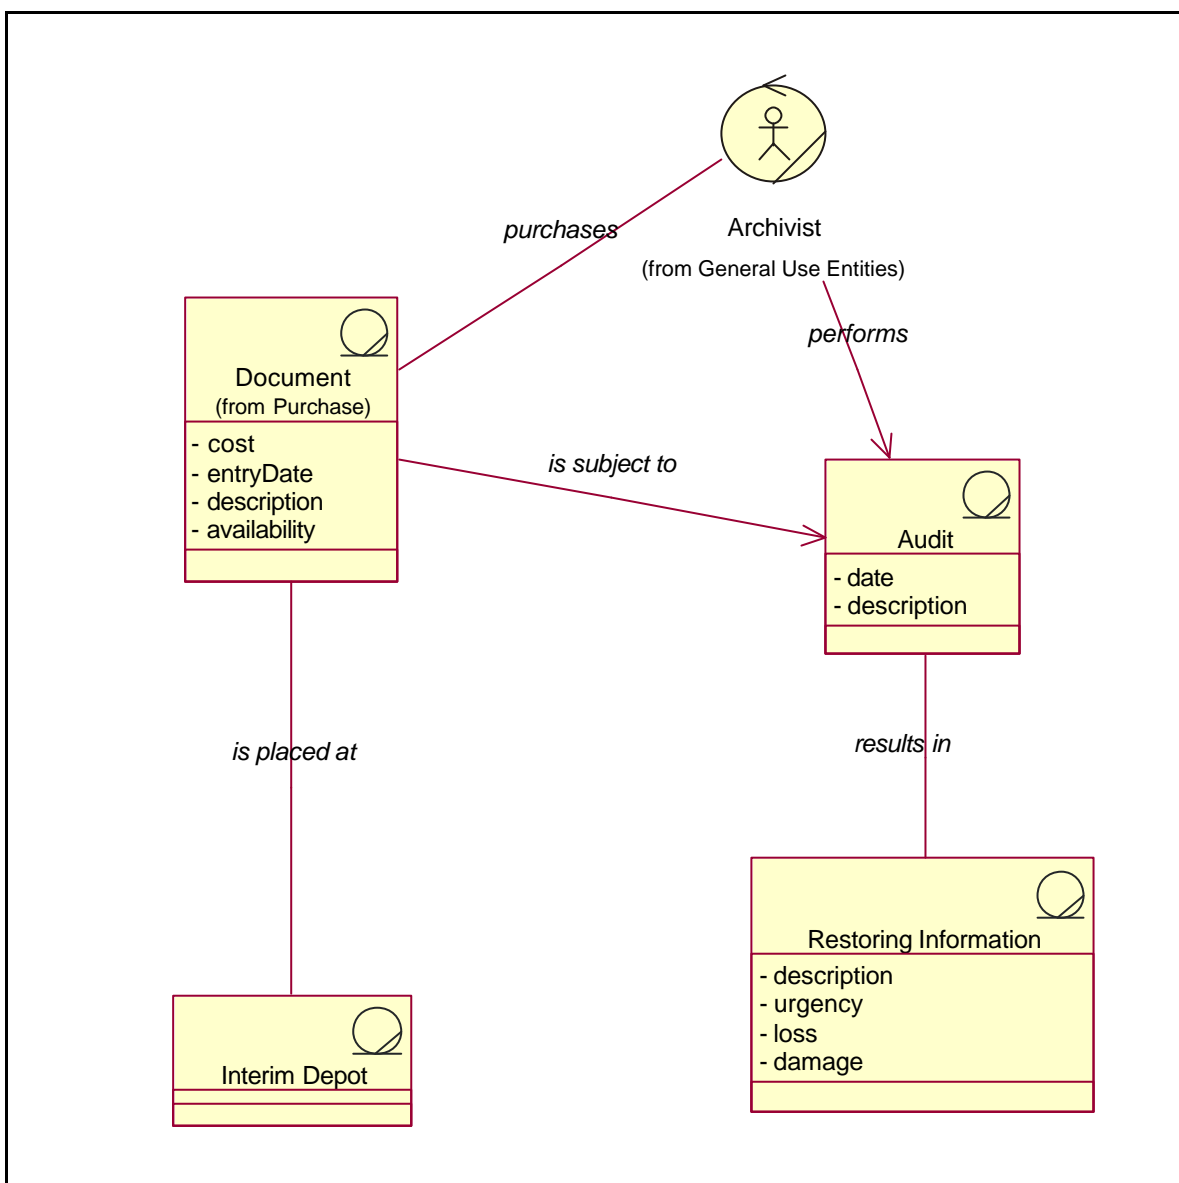 purchases
Archivist
(from General Use Entities)
performs
Document
(from Purchase)
- cost
- entryDate
- description
- availability
is subject to
Audit
- date
- description
is placed at
results in
Restoring Information
- description
- urgency
- loss
- damage
Interim Depot